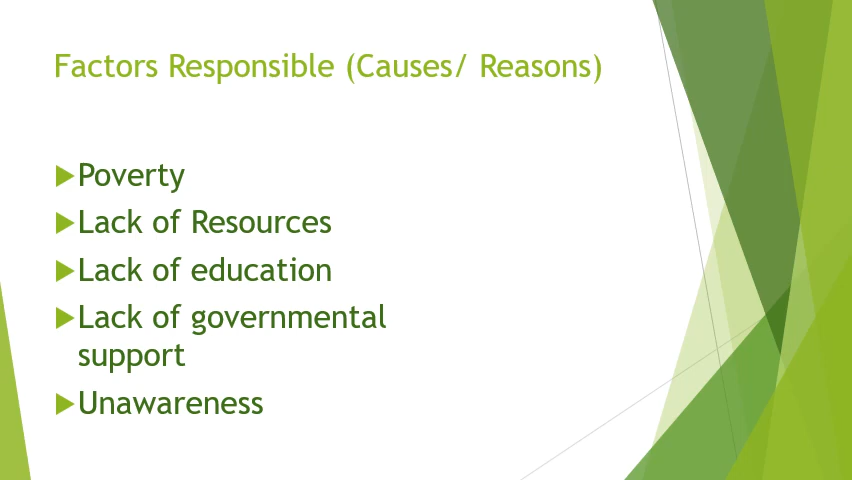 Factors Responsible (Causes/ Reasons)
Poverty
Lack of Resources
Lack of education
Lack of governmental
support
Unawareness